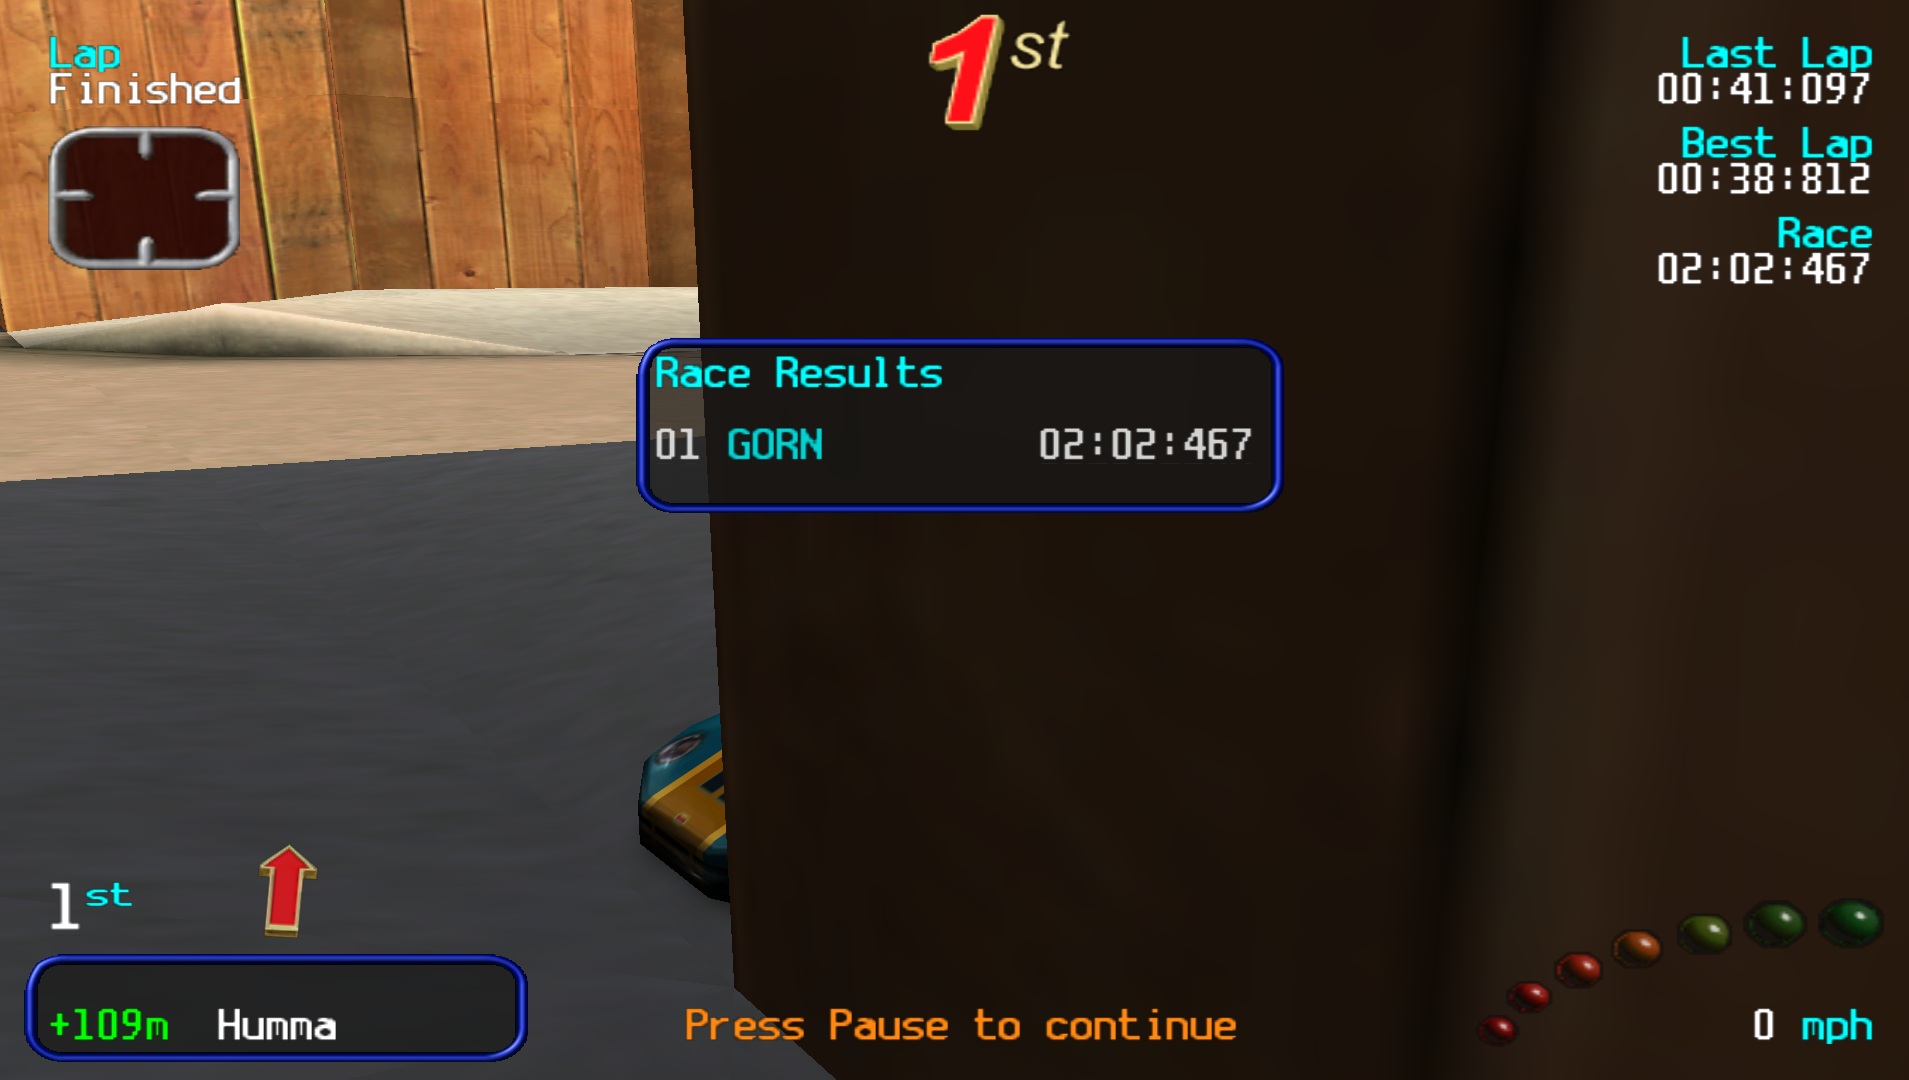 Lap
Finished
1st
Last Lap
00:41:097
Best Lap
00:38:812
Race
02:02:467
Race Results
01 GORN 02:02:467
1st
+109m Humma
Press Pause to continue
0 mph